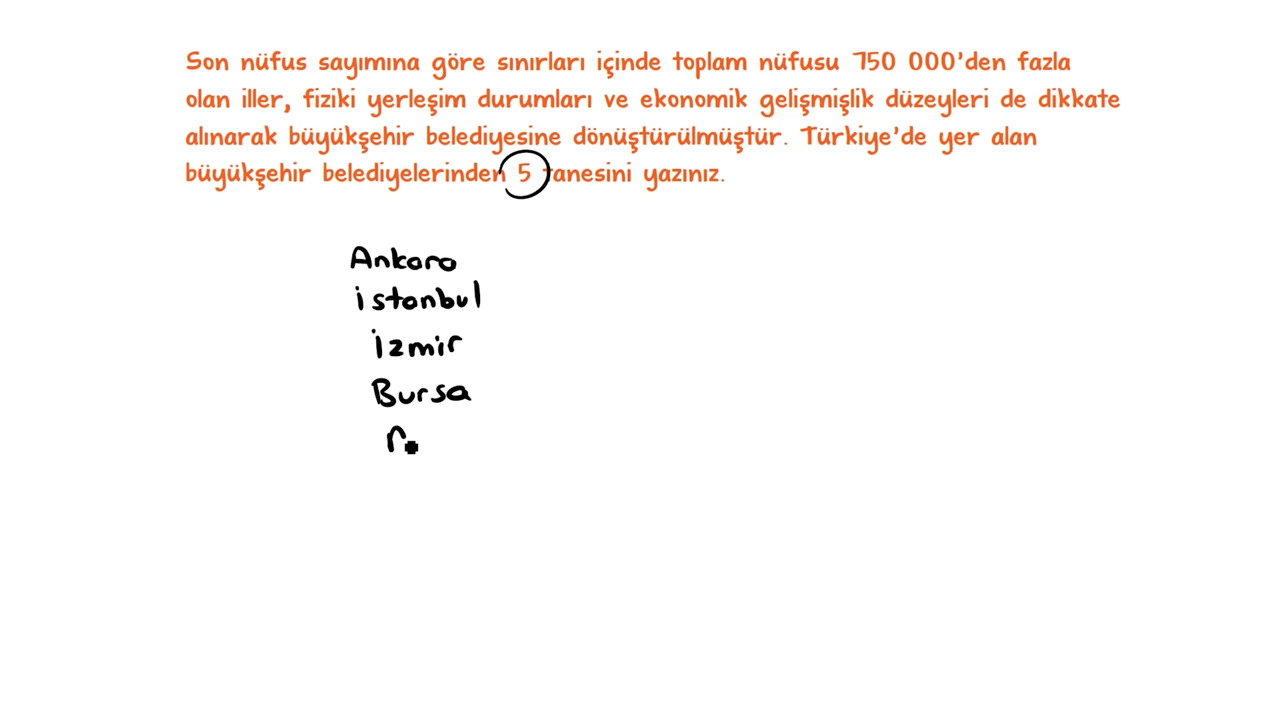 Son nüfus sayımına göre sınırları içinde toplam nüfusu 750 000'den fazla
olan iller, fiziki yerleşim durumları ve ekonomik gelişmişlik düzeyleri de dikkate
alınarak büyükşehir belediyesine dönüştürülmüştür. Türkiye'de yer alan
büyükşehir belediyelerinden 5 tanesini yazınız.
Ankara
istanbul
İzmir
Bursa